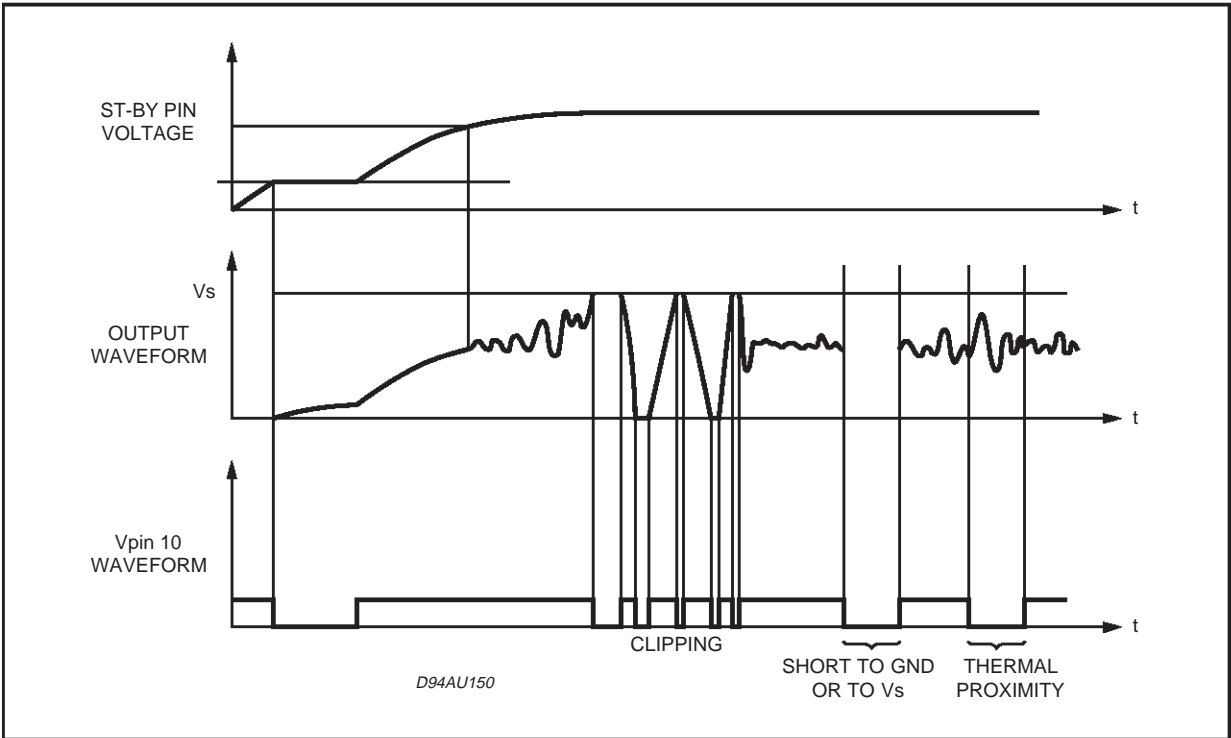 ST-BY PIN
VOLTAGE
t
Vs
OUTPUT
WAVEFORM
t
Vpin 10
WAVEFORM
t
CLIPPING
SHORT TO GND
OR TO Vs
THERMAL
PROXIMITY
D94AU150